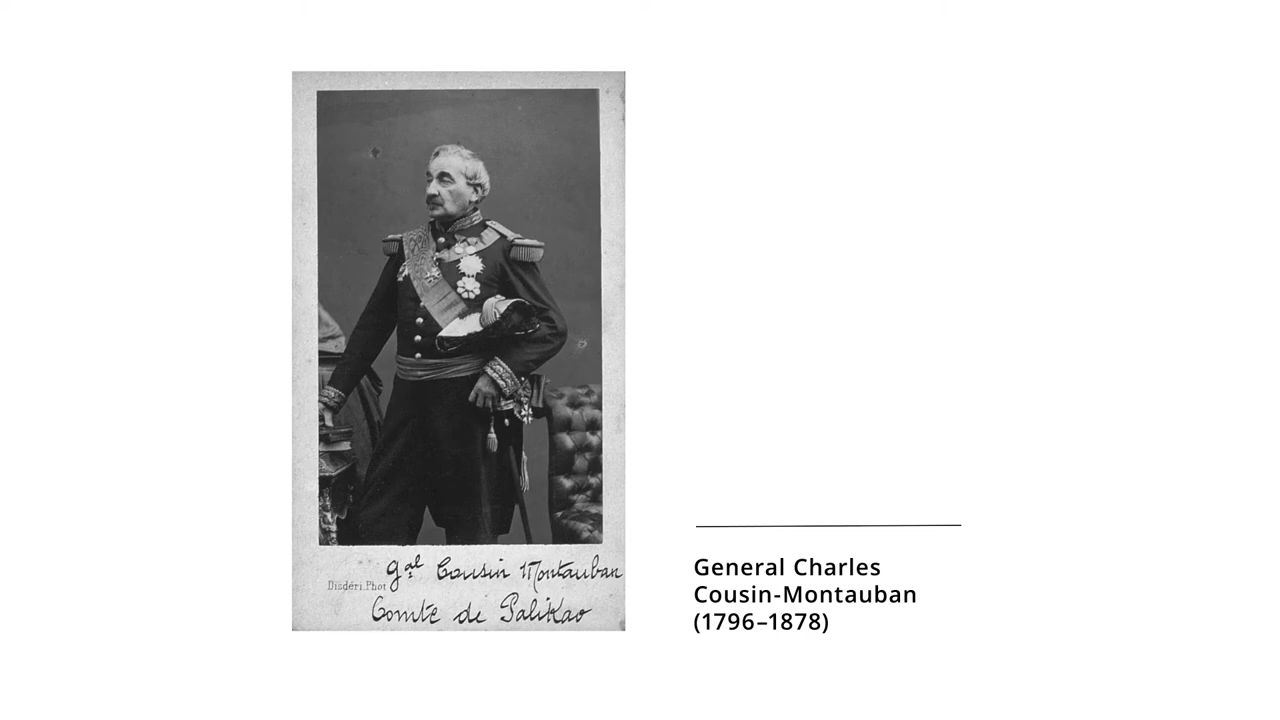 Disdéri.Phot
Gal Cousin Montauban
Comte de Palikao
General Charles
Cousin-Montauban
(1796–1878)